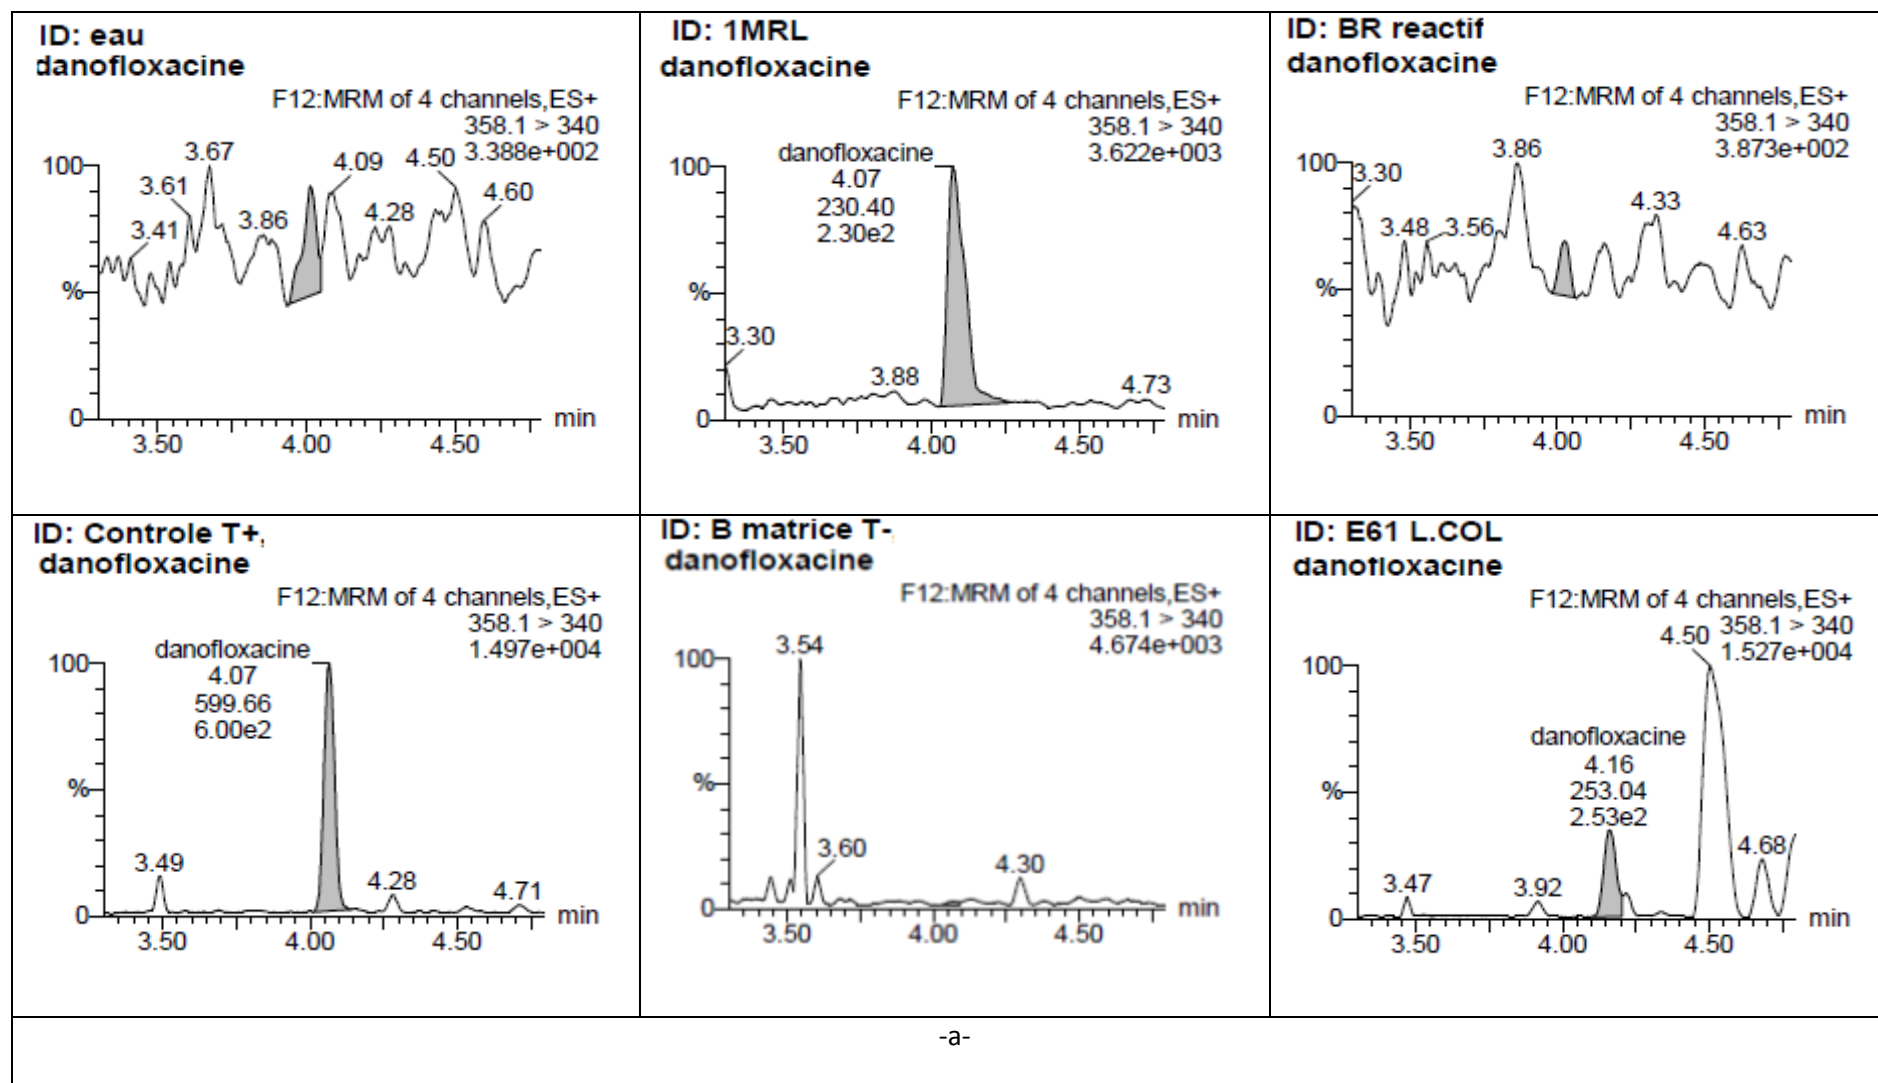 ID: eau
danofloxacine
F12:MRM of 4 channels,ES+
358.1 > 340
3.388e+002
100
3.67
3.61
3.41
3.86
4.09
4.28
4.50
4.60
%
0
3.50
4.00
4.50
min
ID: 1MRL
danofloxacine
F12:MRM of 4 channels,ES+
358.1 > 340
3.622e+003
danofloxacine
4.07
230.40
2.30e2
100
3.30
3.88
4.73
%
0
3.50
4.00
4.50
min
ID: BR reactif
danofloxacine
F12:MRM of 4 channels,ES+
358.1 > 340
3.873e+002
100
3.30
3.48
3.56
3.86
4.33
4.63
%
0
3.50
4.00
4.50
min
ID: Controle T+,
danofloxacine
F12:MRM of 4 channels,ES+
358.1 > 340
1.497e+004
danofloxacine
4.07
599.66
6.00e2
100
3.49
4.28
4.71
%
0
3.50
4.00
4.50
min
ID: B matrice T-
danofloxacine
F12:MRM of 4 channels,ES+
358.1 > 340
4.674e+003
100
3.54
3.60
4.30
%
0
3.50
4.00
4.50
min
ID: E61 L.COL
danofloxacine
F12:MRM of 4 channels,ES+
358.1 > 340
1.527e+004
4.50
danofloxacine
4.16
253.04
2.53e2
100
3.47
3.92
4.68
%
0
3.50
4.00
4.50
min
-a-